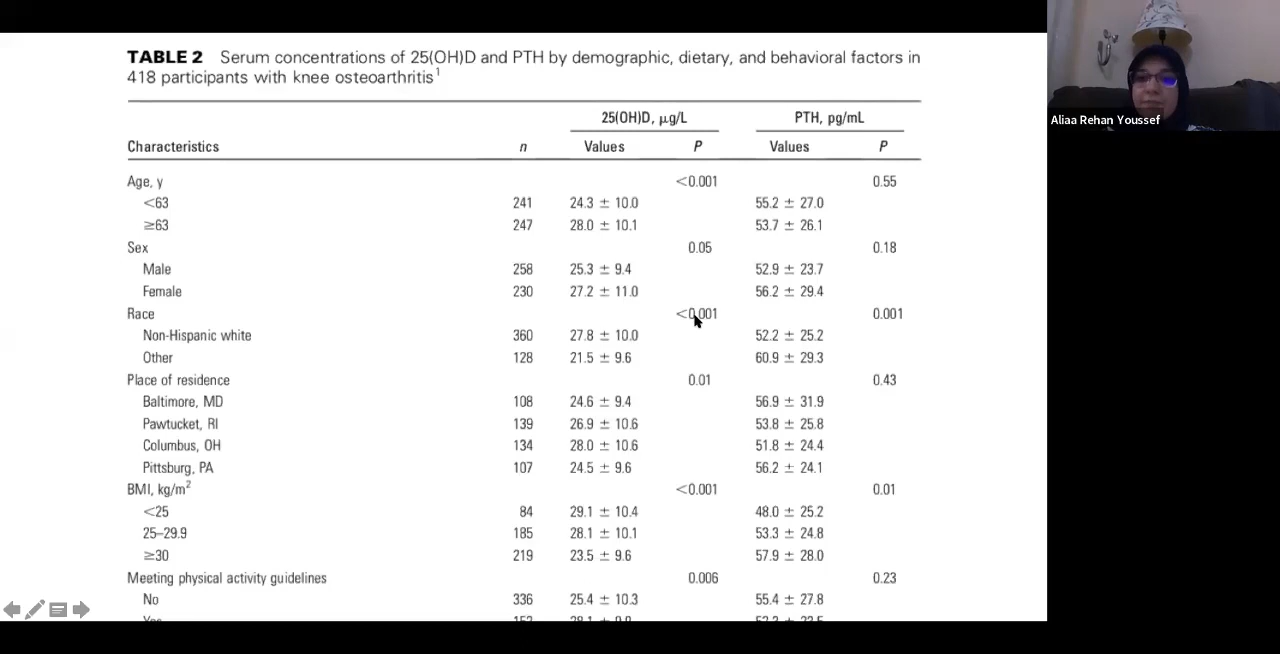 TABLE 2 Serum concentrations of 25(OH)D and PTH by demographic, dietary, and behavioral factors in
418 participants with knee osteoarthritis¹
25(OH)D, μg/L PTH, pg/mL
Characteristics n Values P Values P
Age, y <0.001 0.55
<63 241 24.3 ± 10.0 55.2 ± 27.0
≥63 247 28.0 ± 10.1 53.7 ± 26.1
Sex 0.05 0.18
Male 258 25.3 ± 9.4 52.9 ± 23.7
Female 230 27.2 ± 11.0 56.2 ± 29.4
Race <0.001 0.001
Non-Hispanic white 360 27.8 ± 10.0 52.2 ± 25.2
Other 128 21.5 ± 9.6 60.9 ± 29.3
Place of residence 0.01 0.43
Baltimore, MD 108 24.6 ± 9.4 56.9 ± 31.9
Pawtucket, RI 139 26.9 ± 10.6 53.8 ± 25.8
Columbus, OH 134 28.0 ± 10.6 51.8 ± 24.4
Pittsburg, PA 107 24.5 ± 9.6 56.2 ± 24.1
BMI, kg/m² <0.001 0.01
<25 84 29.1 ± 10.4 48.0 ± 25.2
25–29.9 185 28.1 ± 10.1 53.3 ± 24.8
≥30 219 23.5 ± 9.6 57.9 ± 28.0
Meeting physical activity guidelines 0.006 0.23
No 336 25.4 ± 10.3 55.4 ± 27.8
Aliaa Rehan Youssef